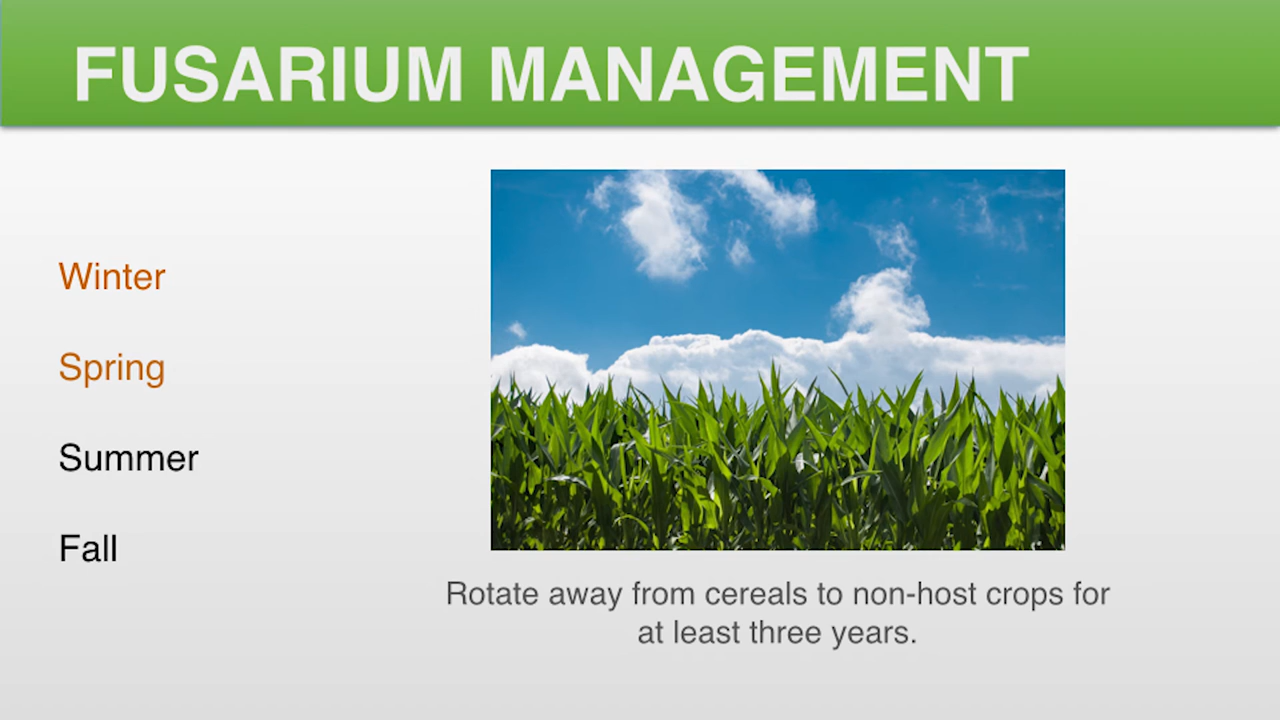 FUSARIUM MANAGEMENT
Winter
Spring
Summer
Fall
Rotate away from cereals to non-host crops for
at least three years.